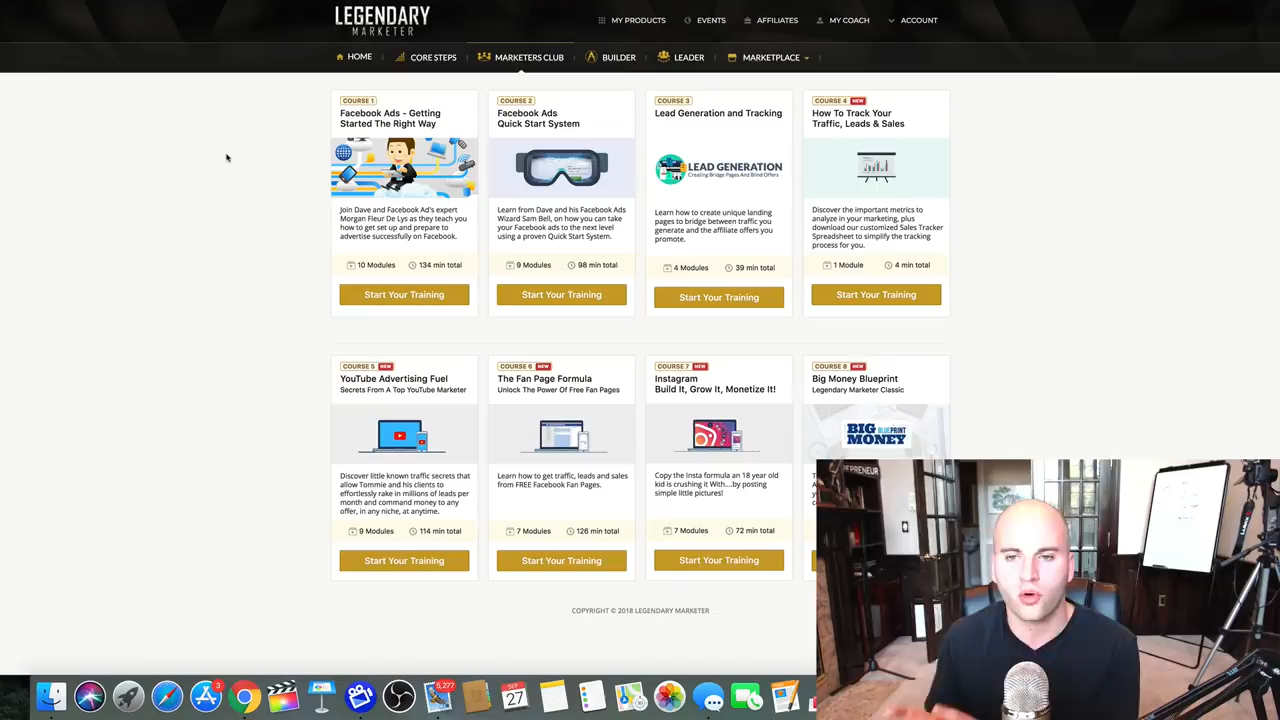 LEGENDARY
MARKETER
MY PRODUCTS
EVENTS
AFFILIATES
MY COACH
ACCOUNT
HOME
CORE STEPS
MARKETERS CLUB
BUILDER
LEADER
MARKETPLACE
COURSE 1
Facebook Ads - Getting
Started The Right Way
Join Dave and Facebook Ad's expert
Morgan Fleur De Lys as they teach you
how to get set up and prepare to
advertise successfully on Facebook.
10 Modules
134 min total
Start Your Training
COURSE 2
Facebook Ads
Quick Start System
Learn from Dave and his Facebook Ads
Wizard Sam Bell, on how you can take
your Facebook ads to the next level
using a proven Quick Start System.
9 Modules
98 min total
Start Your Training
COURSE 3
Lead Generation and Tracking
LEAD GENERATION
Creating Bridge Pages And Blind Offers
Learn how to create unique landing
pages to bridge between traffic you
generate and the affiliate offers you
promote.
4 Modules
39 min total
Start Your Training
COURSE 4 NEW
How To Track Your
Traffic, Leads & Sales
Discover the important metrics to
analyze in your marketing, plus
download our customized Sales Tracker
Spreadsheet to simplify the tracking
process for you.
1 Module
4 min total
Start Your Training
COURSE 5 NEW
YouTube Advertising Fuel
Secrets From A Top YouTube Marketer
Discover little known traffic secrets that
allow Tommie and his clients to
effortlessly rake in millions of leads per
month and command money to any
offer, in any niche, at anytime.
9 Modules
114 min total
Start Your Training
COURSE 6 NEW
The Fan Page Formula
Unlock The Power Of Free Fan Pages
Learn how to get traffic, leads and sales
from FREE Facebook Fan Pages.
7 Modules
126 min total
Start Your Training
COURSE 7 NEW
Instagram
Build It, Grow It, Monetize It!
Copy the Insta formula an 18 year old
kid is crushing it With....by posting
simple little pictures!
7 Modules
72 min total
Start Your Training
COURSE 8 NEW
Big Money Blueprint
Legendary Marketer Classic
BIG BLUEPRINT
MONEY
COPYRIGHT © 2018 LEGENDARY MARKETER
3
5,277
SEP
27